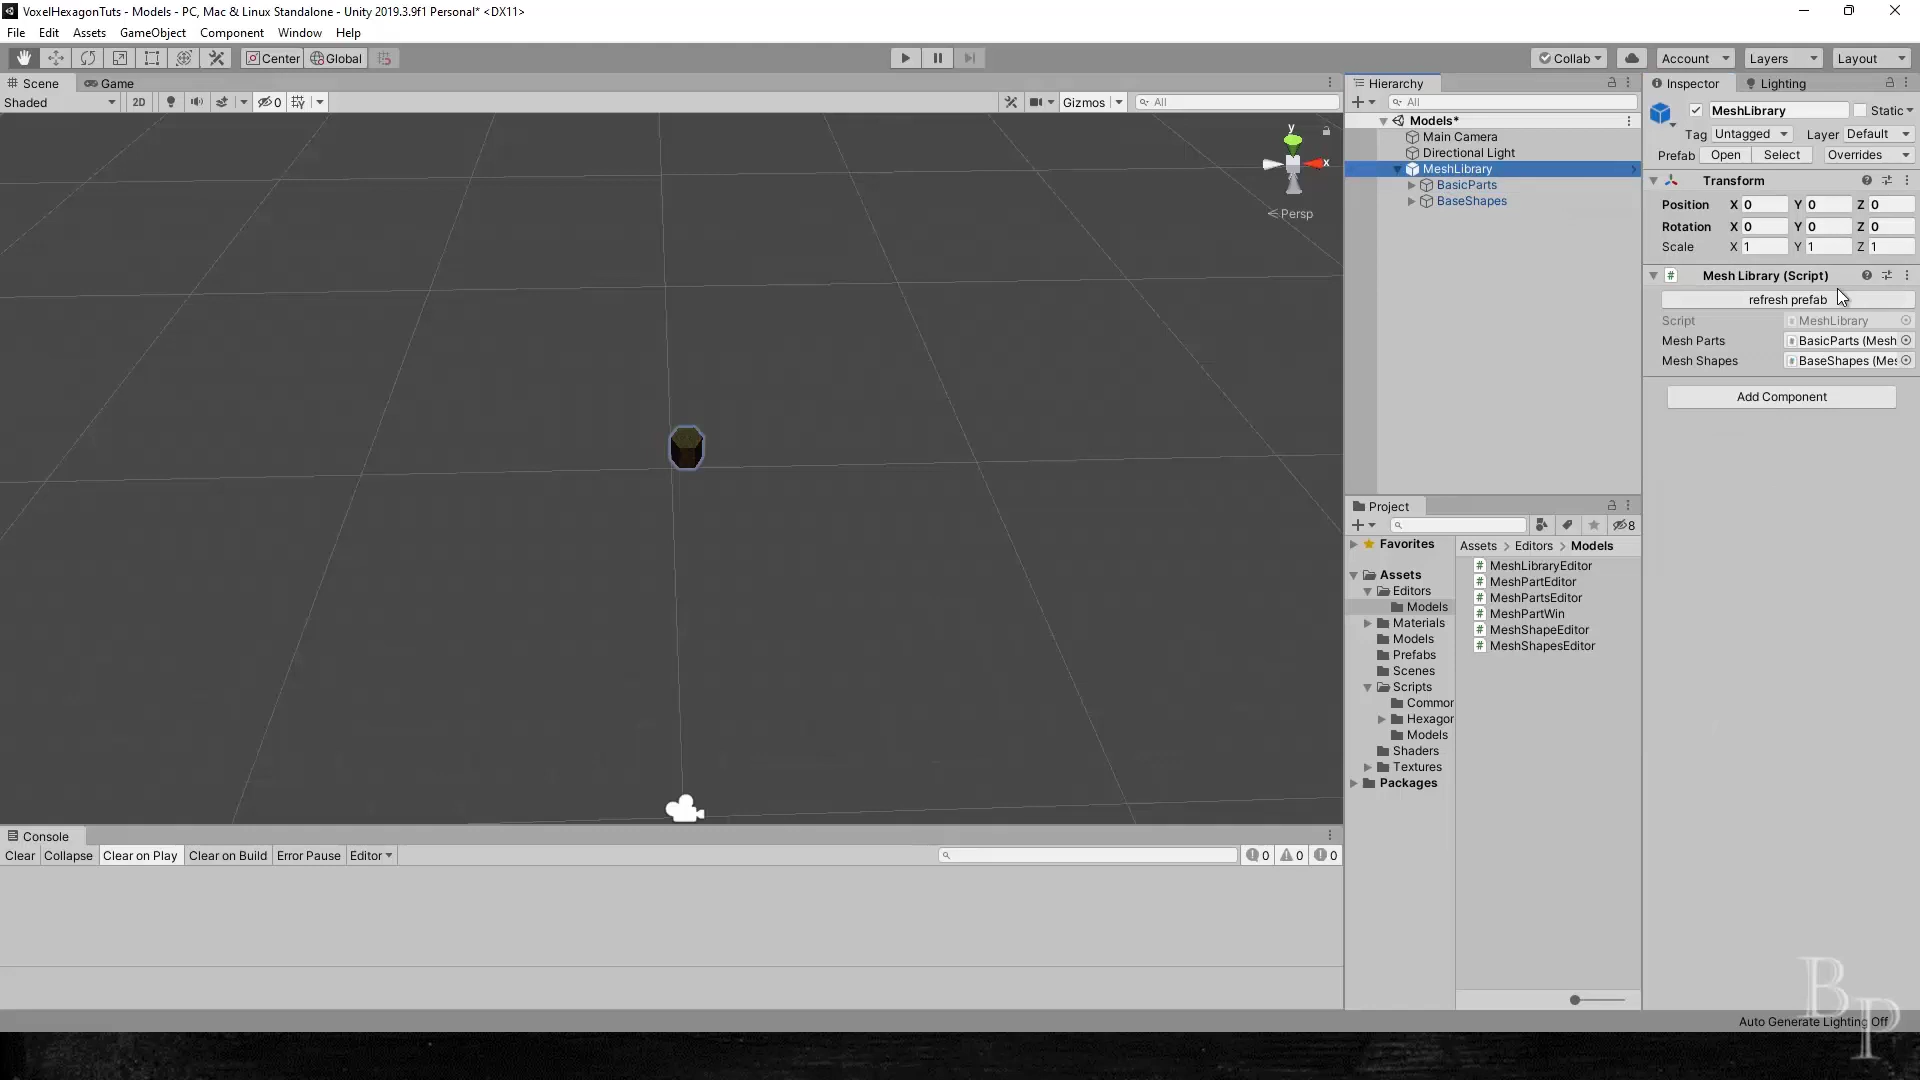 VoxelHexagonTuts - Models - PC, Mac & Linux Standalone - Unity 2019.3.9f1 Personal* <DX11>
File Edit Assets GameObject Component Window Help
Center Global Collab Account Layers Layout
Scene Game
Shaded 2D 0 Gizmos All
y
x
Persp
Hierarchy
All
Models*
Main Camera
Directional Light
MeshLibrary
BasicParts
BaseShapes
Inspector Lighting
MeshLibrary Static
Tag Untagged Layer Default
Prefab Open Select Overrides
Transform
Position X 0 Y 0 Z 0
Rotation X 0 Y 0 Z 0
Scale X 1 Y 1 Z 1
# Mesh Library (Script)
refresh prefab
Script MeshLibrary
Mesh Parts BasicParts (Mesh
Mesh Shapes BaseShapes (Mes
Add Component
Project
8
Favorites
Assets
Editors
Models
Materials
Models
Prefabs
Scenes
Scripts
Common
Hexagor
Models
Shaders
Textures
Packages
Assets > Editors > Models
# MeshLibraryEditor
# MeshPartEditor
# MeshPartsEditor
# MeshPartWin
# MeshShapeEditor
# MeshShapesEditor
Console
Clear Collapse Clear on Play Clear on Build Error Pause Editor 0 0 0
Auto Generate Lighting Off
BP